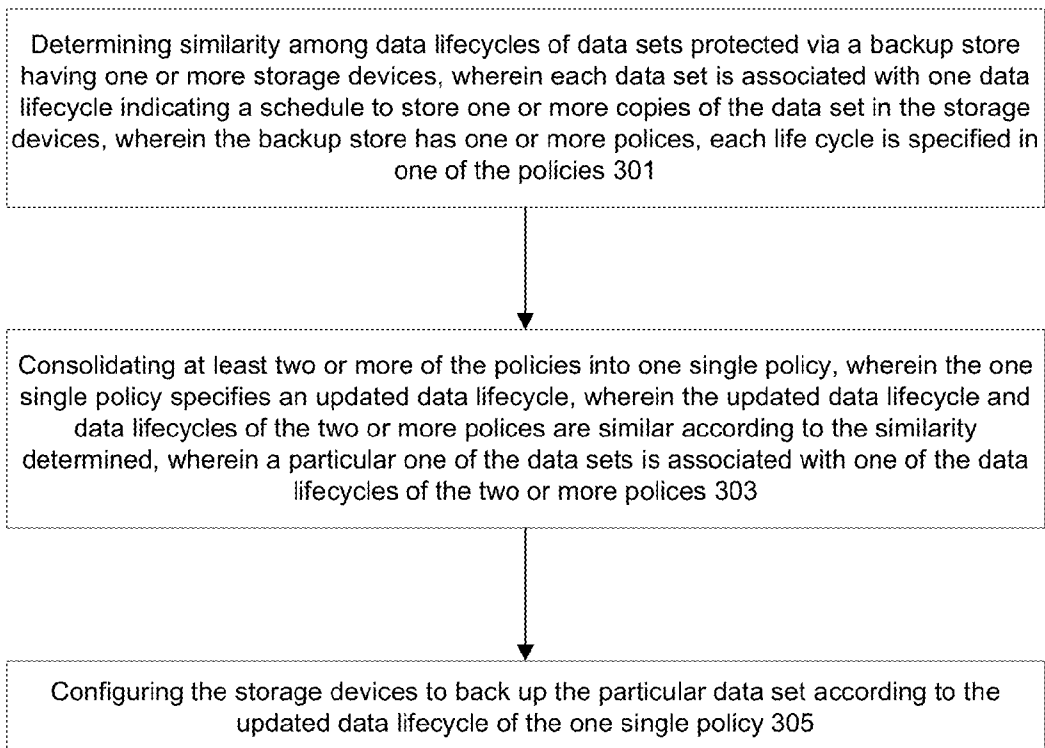 Determining similarity among data lifecycles of data sets protected via a backup store
having one or more storage devices, wherein each data set is associated with one data
lifecycle indicating a schedule to store one or more copies of the data set in the storage
devices, wherein the backup store has one or more polices, each life cycle is specified in
one of the policies 301
Consolidating at least two or more of the policies into one single policy, wherein the one
single policy specifies an updated data lifecycle, wherein the updated data lifecycle and
data lifecycles of the two or more polices are similar according to the similarity
determined, wherein a particular one of the data sets is associated with one of the data
lifecycles of the two or more polices 303
Configuring the storage devices to back up the particular data set according to the
updated data lifecycle of the one single policy 305